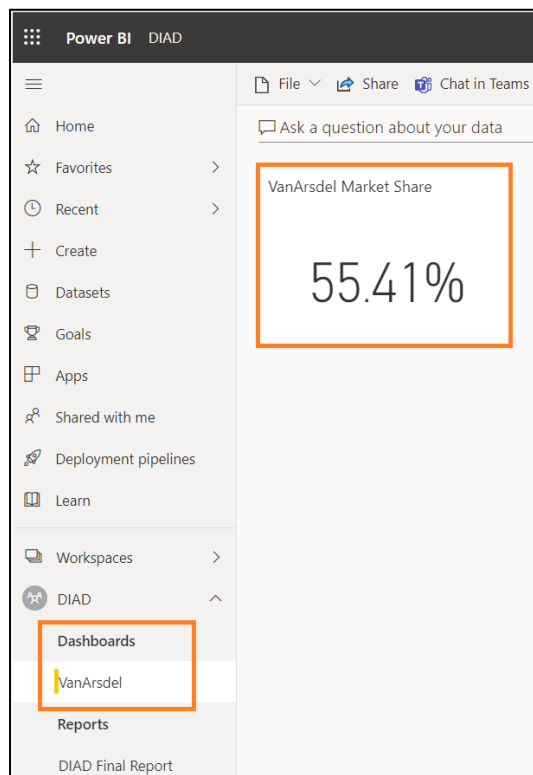 Power BI DIAD
File Share Chat in Teams
Ask a question about your data
Home
Favorites
Recent
Create
Datasets
Goals
Apps
Shared with me
Deployment pipelines
Learn
Workspaces
DIAD
Dashboards
VanArsdel
Reports
DIAD Final Report
VanArsdel Market Share
55.41%